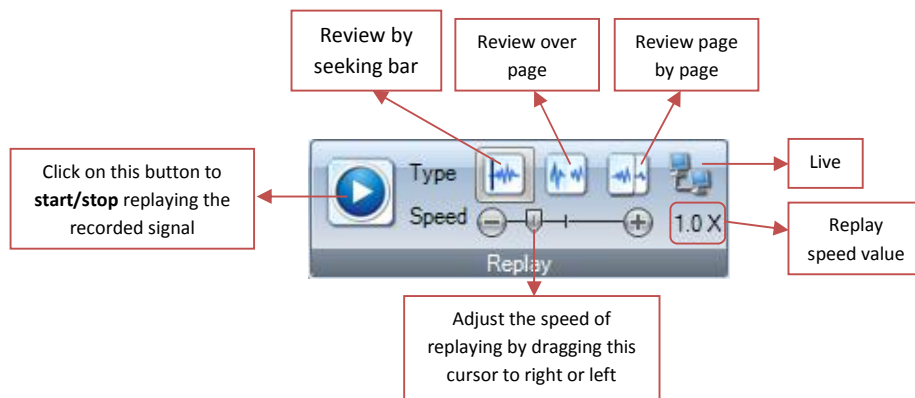 Review by
seeking bar
Review over
page
Review page
by page
Click on this button to
start/stop replaying the
recorded signal
Type
Live
Speed
1.0 X
Replay
speed value
Replay
Adjust the speed of
replaying by dragging this
cursor to right or left